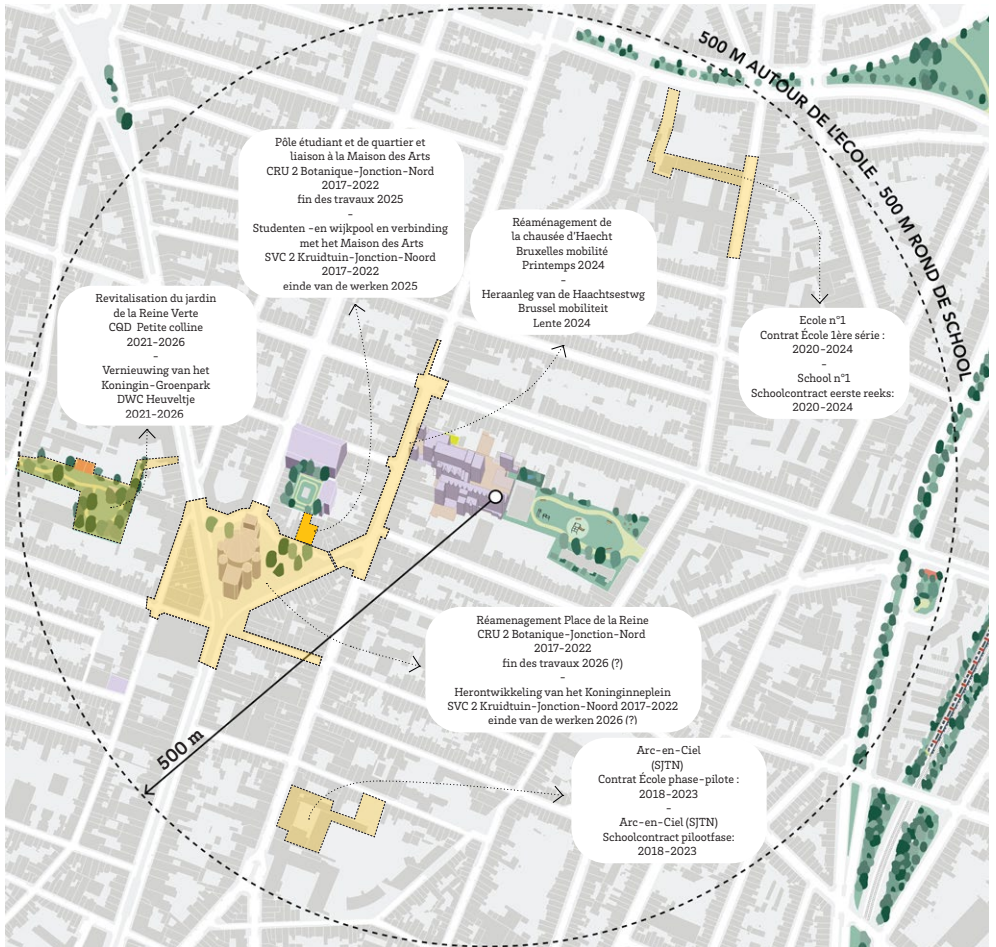 500 M AUTOUR DE L'ECOLE - 500 M ROND DE SCHOOL
Pôle étudiant et de quartier et
liaison à la Maison des Arts
CRU 2 Botanique-Jonction-Nord
2017-2022
fin des travaux 2025
-
Studenten -en wijkpool en verbinding
met het Maison des Arts
SVC 2 Kruidtuin-Jonction-Noord
2017-2022
einde van de werken 2025
Réaménagement de
la chausée d'Haecht
Bruxelles mobilité
Printemps 2024
-
Heraanleg van de Haachtsestwg
Brussel mobiliteit
Lente 2024
Revitalisation du jardin
de la Reine Verte
CQD Petite colline
2021-2026
-
Vernieuwing van het
Koningin-Groenpark
DWC Heuveltje
2021-2026
Ecole n°1
Contrat École 1ère série :
2020-2024
-
School n°1
Schoolcontract eerste reeks:
2020-2024
Réamenagement Place de la Reine
CRU 2 Botanique-Jonction-Nord
2017-2022
fin des travaux 2026 (?)
-
Herontwikkeling van het Koninginneplein
SVC 2 Kruidtuin-Jonction-Noord 2017-2022
einde van de werken 2026 (?)
500 m
Arc-en-Ciel
(SJTN)
Contrat École phase-pilote :
2018-2023
-
Arc-en-Ciel (SJTN)
Schoolcontract pilootfase:
2018-2023